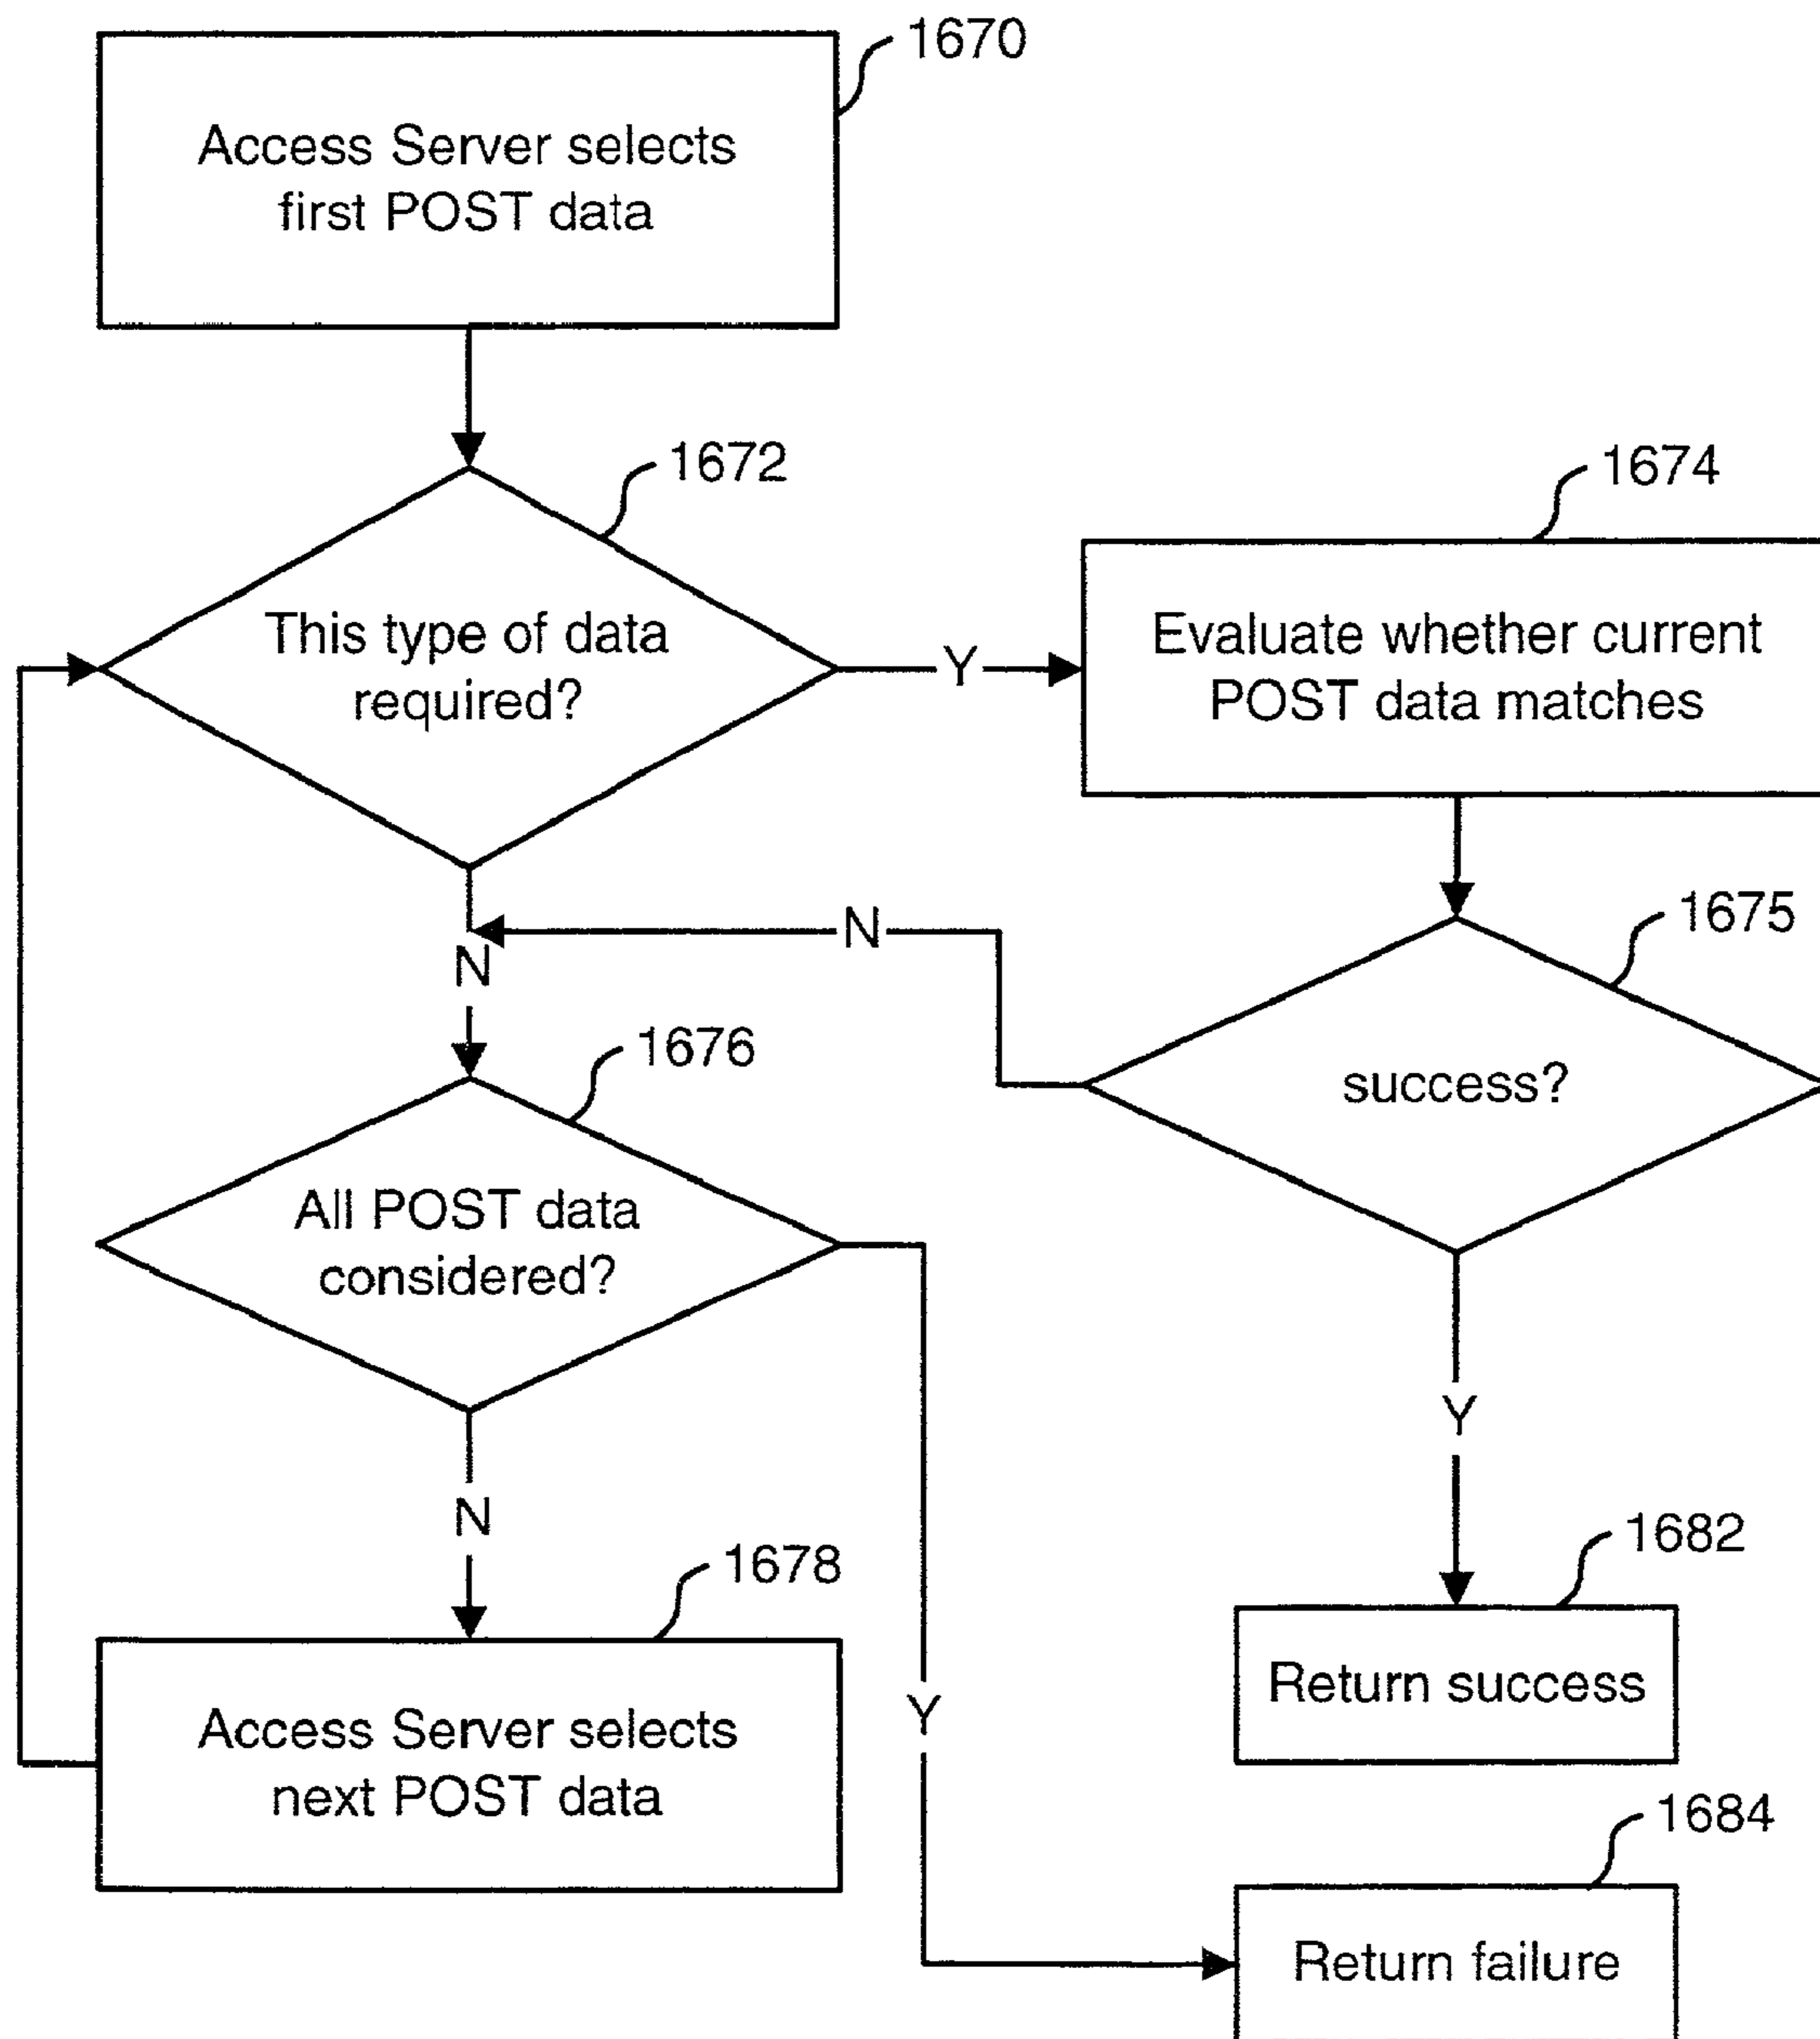 1670
Access Server selects
first POST data
1672
This type of data
required?
Y
1674
Evaluate whether current
POST data matches
N
N
1675
success?
1676
All POST data
considered?
N
Y
Y
1678
Access Server selects
next POST data
1682
Return success
1684
Return failure